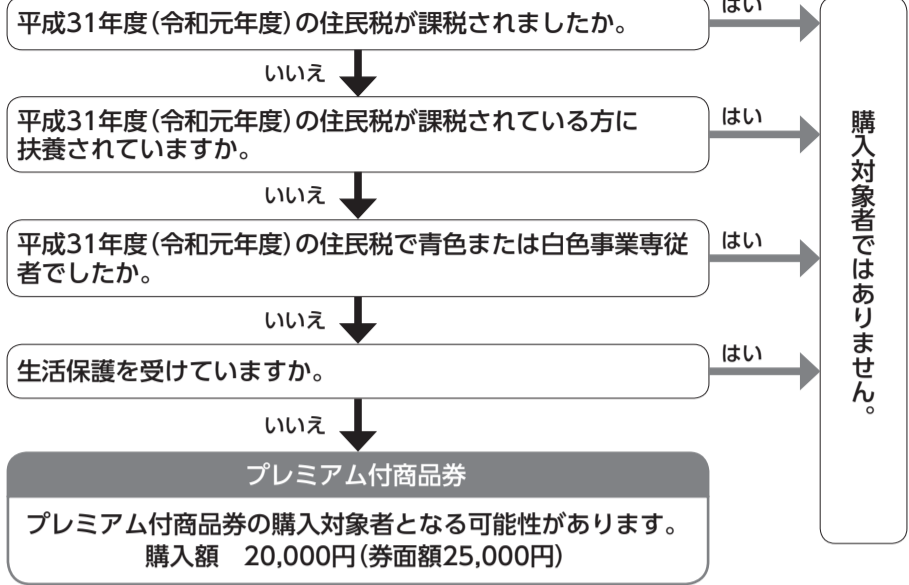 平成31年度(令和元年度)の住民税が課税されましたか。
はい
いいえ
平成31年度(令和元年度)の住民税が課税されている方に
扶養されていますか。
はい
いいえ
平成31年度(令和元年度)の住民税で青色または白色事業専従
者でしたか。
はい
いいえ
生活保護を受けていますか。
はい
いいえ
購入対象者ではありません。
プレミアム付商品券
プレミアム付商品券の購入対象者となる可能性があります。
購入額　20,000円(券面額25,000円)